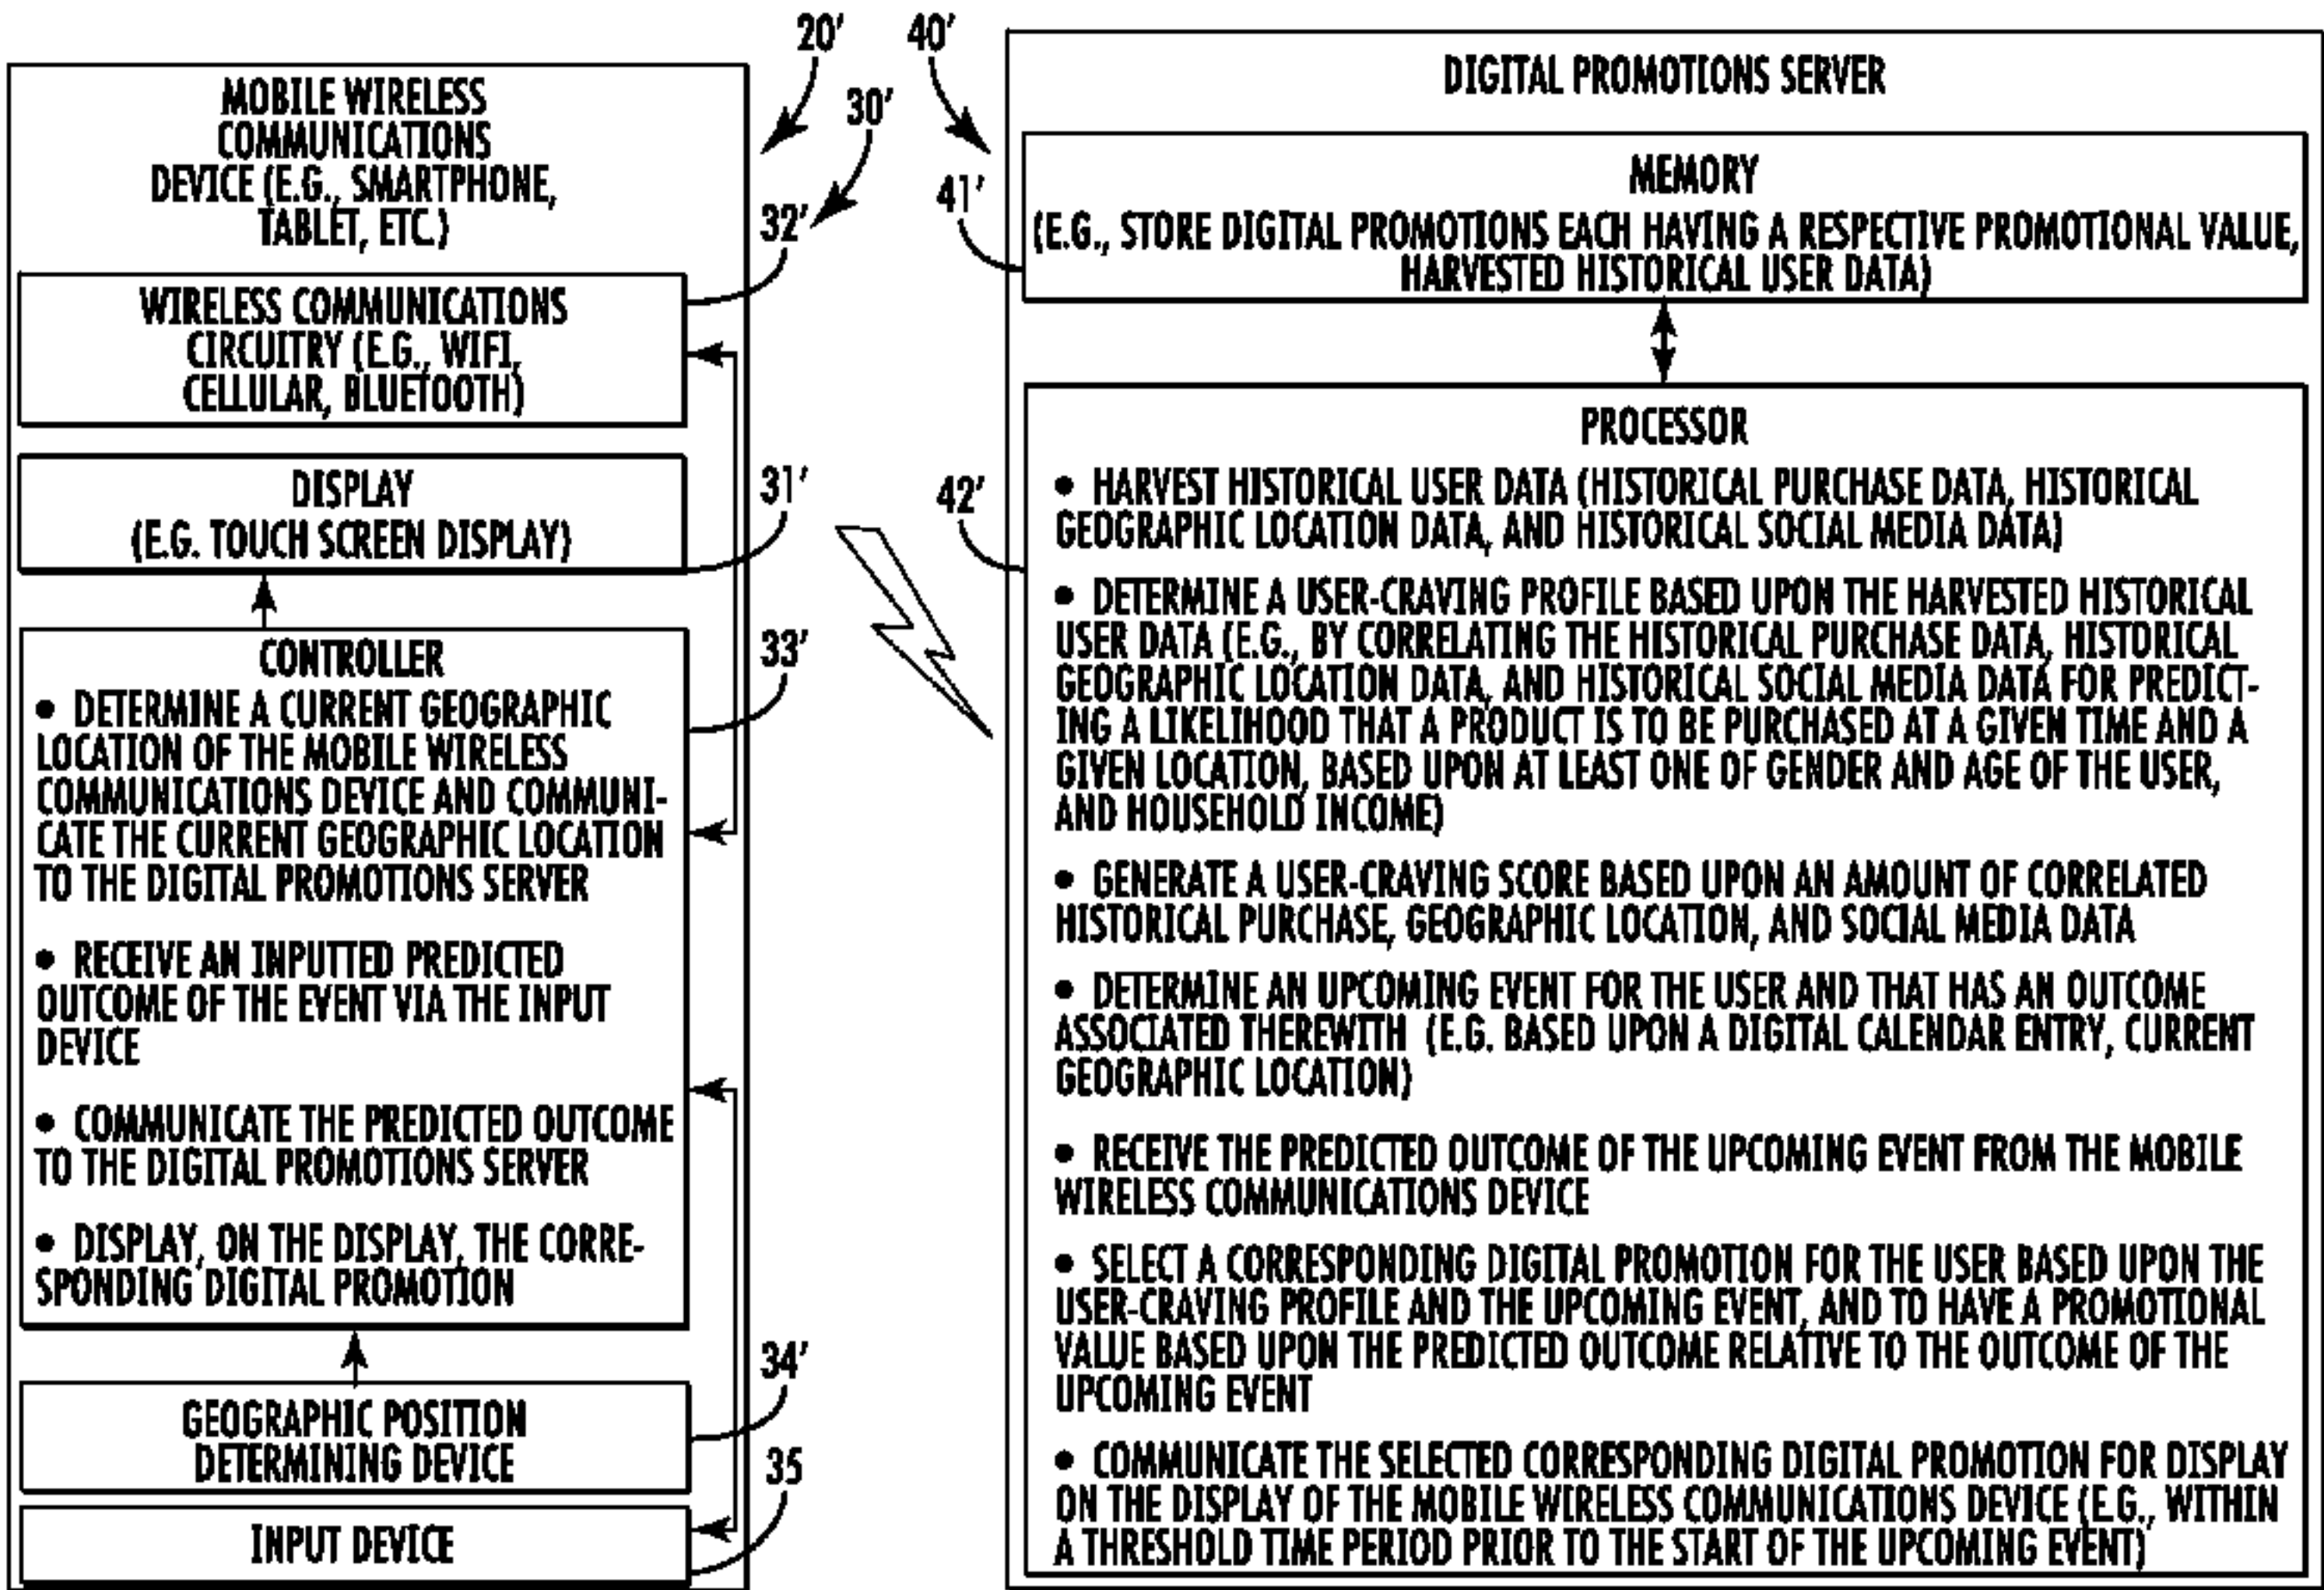 20'
40'
30'
MOBILE WIRELESS
COMMUNICATIONS
DEVICE (E.G., SMARTPHONE,
TABLET, ETC.)
32'
WIRELESS COMMUNICATIONS
CIRCUITRY (E.G., WIFI,
CELLULAR, BLUETOOTH)
DISPLAY
(E.G. TOUCH SCREEN DISPLAY)
31'
CONTROLLER
33'
• DETERMINE A CURRENT GEOGRAPHIC
LOCATION OF THE MOBILE WIRELESS
COMMUNICATIONS DEVICE AND COMMUNI-
CATE THE CURRENT GEOGRAPHIC LOCATION
TO THE DIGITAL PROMOTIONS SERVER
• RECEIVE AN INPUTTED PREDICTED
OUTCOME OF THE EVENT VIA THE INPUT
DEVICE
• COMMUNICATE THE PREDICTED OUTCOME
TO THE DIGITAL PROMOTIONS SERVER
• DISPLAY, ON THE DISPLAY, THE CORRE-
SPONDING DIGITAL PROMOTION
34'
GEOGRAPHIC POSITION
DETERMINING DEVICE
35
INPUT DEVICE
DIGITAL PROMOTIONS SERVER
41'
MEMORY
(E.G., STORE DIGITAL PROMOTIONS EACH HAVING A RESPECTIVE PROMOTIONAL VALUE,
HARVESTED HISTORICAL USER DATA)
42'
PROCESSOR
• HARVEST HISTORICAL USER DATA (HISTORICAL PURCHASE DATA, HISTORICAL
GEOGRAPHIC LOCATION DATA, AND HISTORICAL SOCIAL MEDIA DATA)
• DETERMINE A USER-CRAVING PROFILE BASED UPON THE HARVESTED HISTORICAL
USER DATA (E.G., BY CORRELATING THE HISTORICAL PURCHASE DATA, HISTORICAL
GEOGRAPHIC LOCATION DATA, AND HISTORICAL SOCIAL MEDIA DATA FOR PREDICT-
ING A LIKELIHOOD THAT A PRODUCT IS TO BE PURCHASED AT A GIVEN TIME AND A
GIVEN LOCATION, BASED UPON AT LEAST ONE OF GENDER AND AGE OF THE USER,
AND HOUSEHOLD INCOME)
• GENERATE A USER-CRAVING SCORE BASED UPON AN AMOUNT OF CORRELATED
HISTORICAL PURCHASE, GEOGRAPHIC LOCATION, AND SOCIAL MEDIA DATA
• DETERMINE AN UPCOMING EVENT FOR THE USER AND THAT HAS AN OUTCOME
ASSOCIATED THEREWITH (E.G. BASED UPON A DIGITAL CALENDAR ENTRY, CURRENT
GEOGRAPHIC LOCATION)
• RECEIVE THE PREDICTED OUTCOME OF THE UPCOMING EVENT FROM THE MOBILE
WIRELESS COMMUNICATIONS DEVICE
• SELECT A CORRESPONDING DIGITAL PROMOTION FOR THE USER BASED UPON THE
USER-CRAVING PROFILE AND THE UPCOMING EVENT, AND TO HAVE A PROMOTIONAL
VALUE BASED UPON THE PREDICTED OUTCOME RELATIVE TO THE OUTCOME OF THE
UPCOMING EVENT
• COMMUNICATE THE SELECTED CORRESPONDING DIGITAL PROMOTION FOR DISPLAY
ON THE DISPLAY OF THE MOBILE WIRELESS COMMUNICATIONS DEVICE (E.G., WITHIN
A THRESHOLD TIME PERIOD PRIOR TO THE START OF THE UPCOMING EVENT)